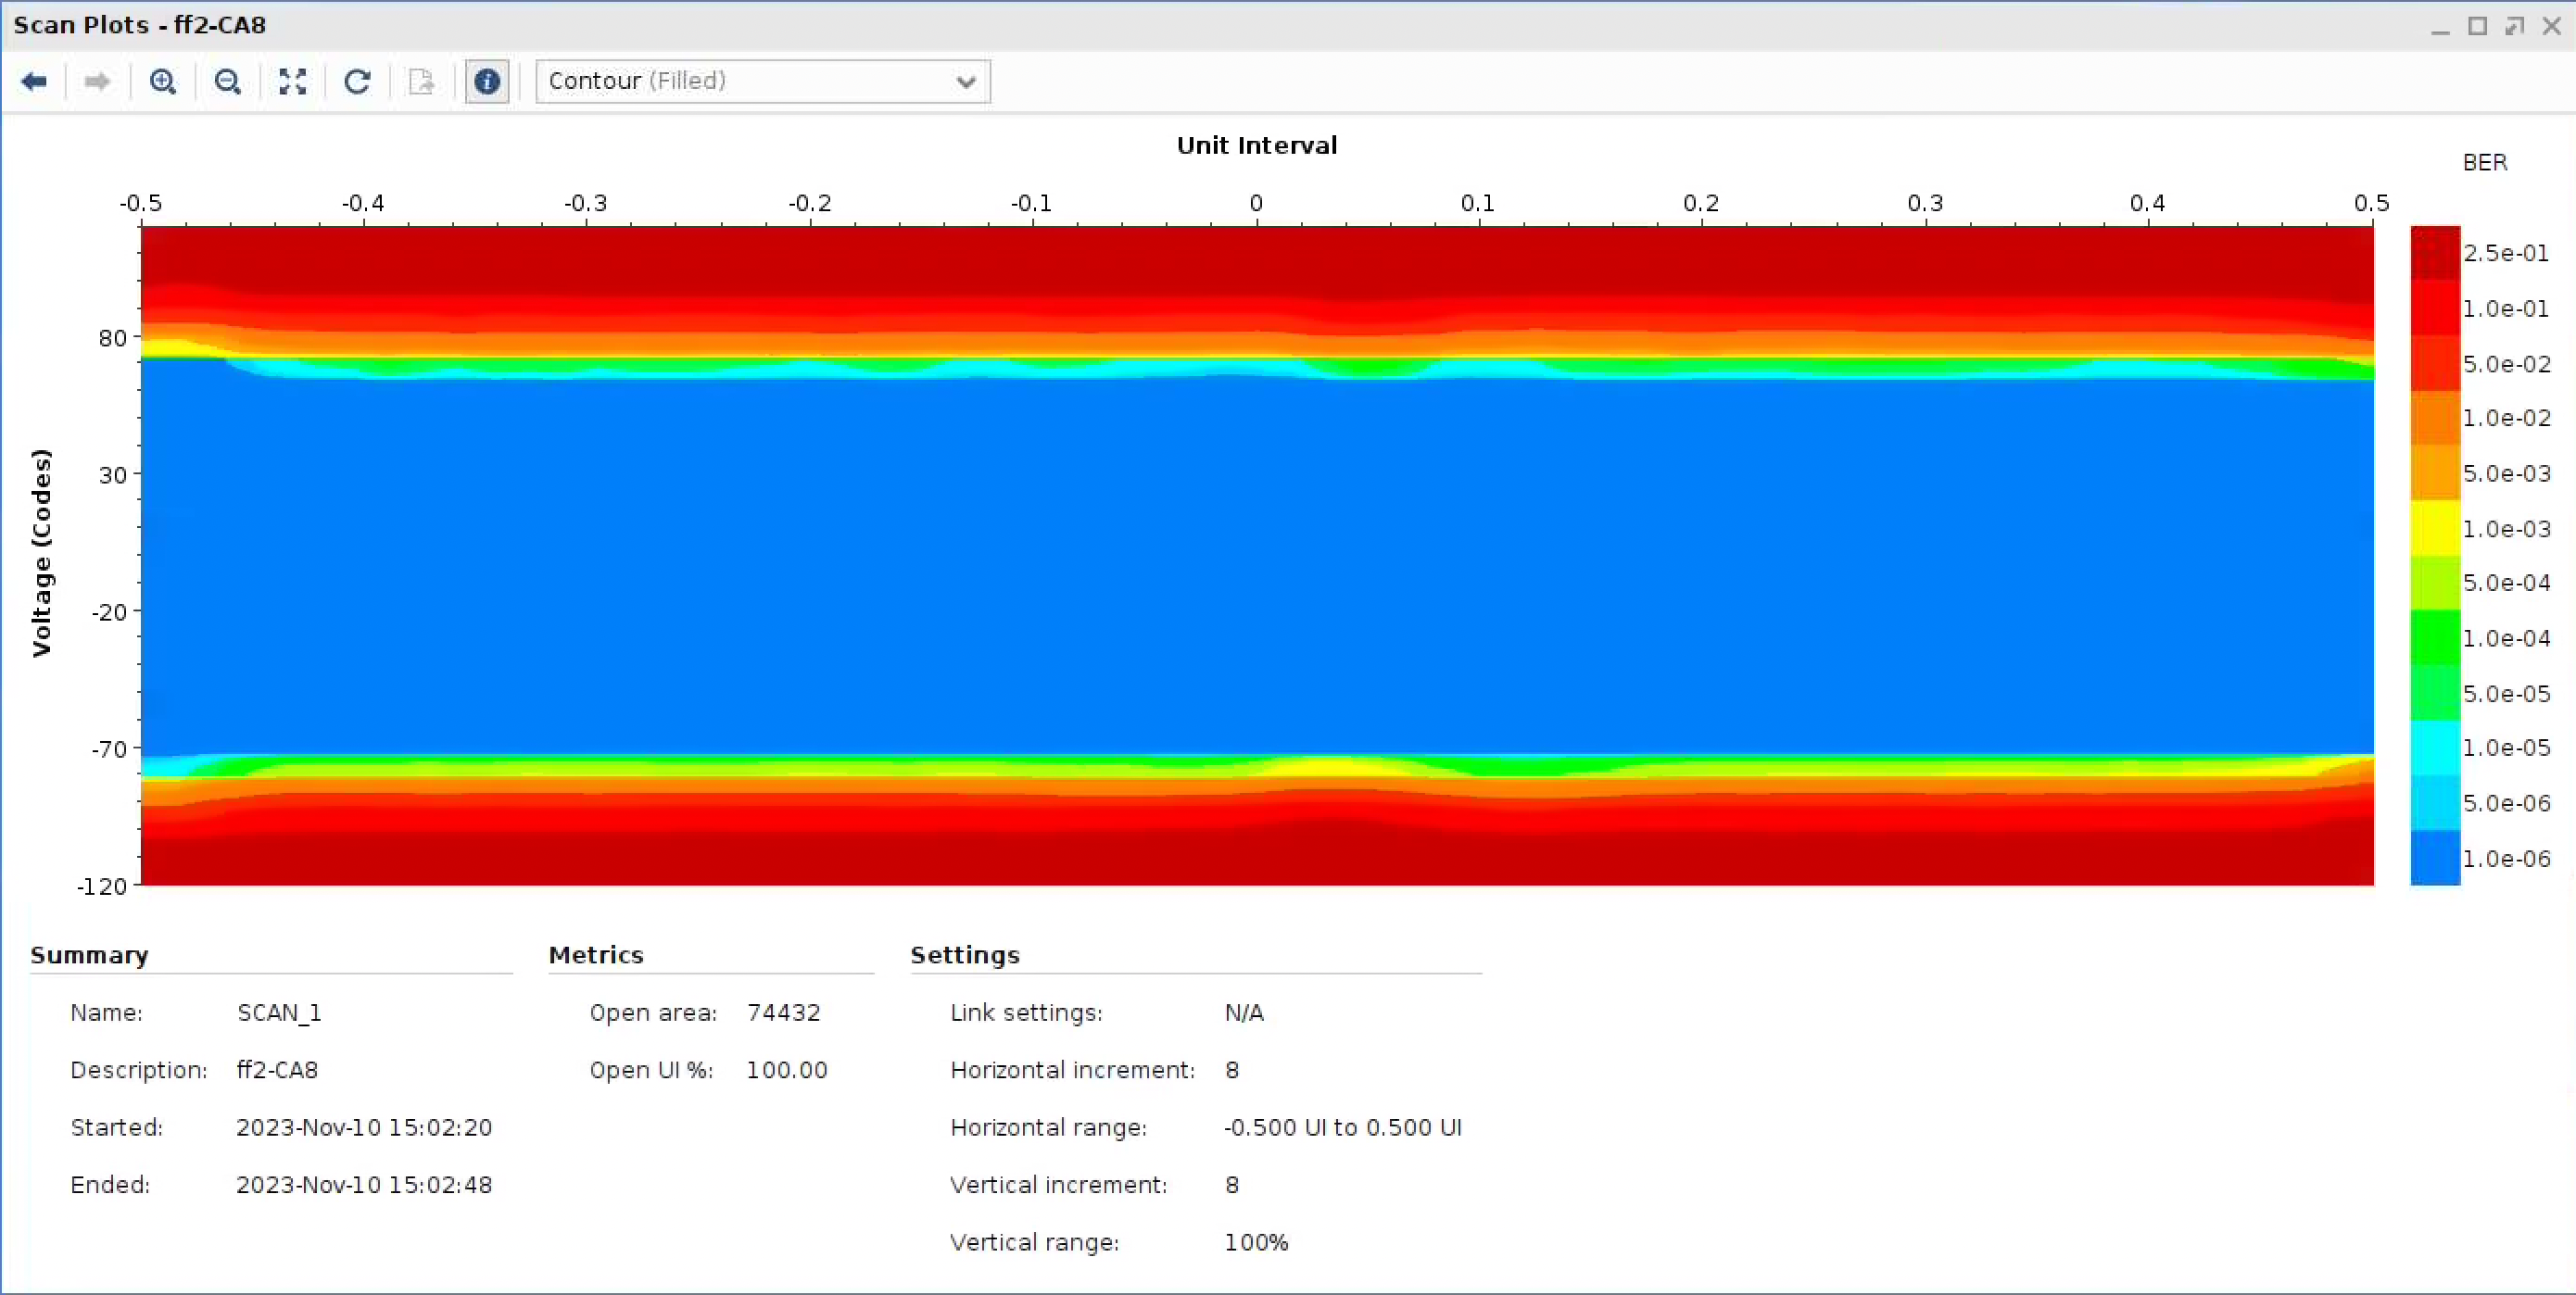 Scan Plots - ff2-CA8
Contour (Filled)
Unit Interval
BER
-0.5 -0.4 -0.3 -0.2 -0.1 0 0.1 0.2 0.3 0.4 0.5
Voltage (Codes)
80
30
-20
-70
-120
2.5e-01
1.0e-01
5.0e-02
1.0e-02
5.0e-03
1.0e-03
5.0e-04
1.0e-04
5.0e-05
1.0e-05
5.0e-06
1.0e-06
Summary
Name: SCAN_1
Description: ff2-CA8
Started: 2023-Nov-10 15:02:20
Ended: 2023-Nov-10 15:02:48
Metrics
Open area: 74432
Open UI %: 100.00
Settings
Link settings: N/A
Horizontal increment: 8
Horizontal range: -0.500 UI to 0.500 UI
Vertical increment: 8
Vertical range: 100%